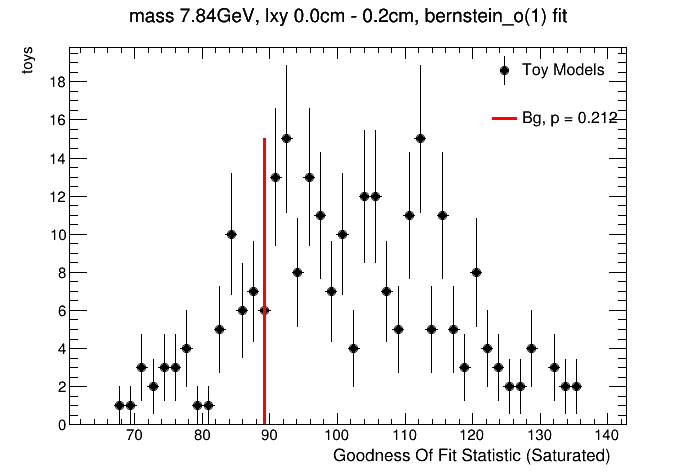 mass 7.84GeV, lxy 0.0cm - 0.2cm, bernstein_o(1) fit
toys
Toy Models
Bg, p = 0.212
18
16
14
12
10
8
6
4
2
0
70 80 90 100 110 120 130 140
Goodness Of Fit Statistic (Saturated)